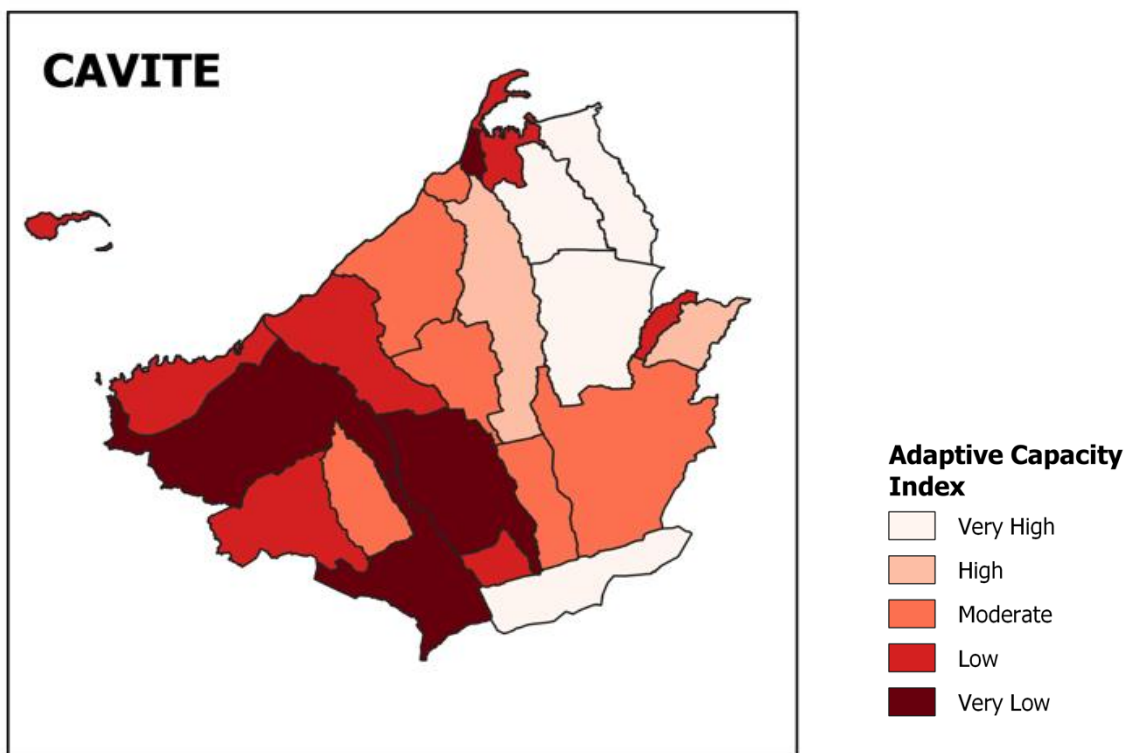 CAVITE
Adaptive Capacity
Index
Very High
High
Moderate
Low
Very Low